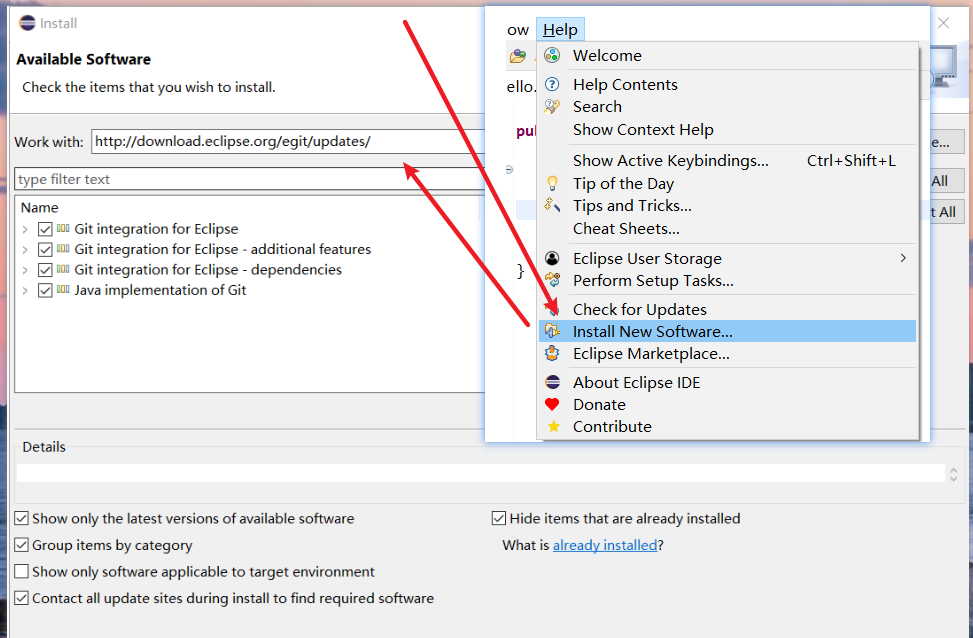 Install
Available Software
Check the items that you wish to install.
Work with: http://download.eclipse.org/egit/updates/
type filter text
Name
Git integration for Eclipse
Git integration for Eclipse - additional features
Git integration for Eclipse - dependencies
Java implementation of Git
ow Help
ello.
Welcome
Help Contents
Search
Show Context Help
Show Active Keybindings... Ctrl+Shift+L
Tip of the Day
Tips and Tricks...
Cheat Sheets...
}
Eclipse User Storage
Perform Setup Tasks...
Check for Updates
Install New Software...
Eclipse Marketplace...
About Eclipse IDE
Donate
Contribute
e...
All
t All
Details
Show only the latest versions of available software
Hide items that are already installed
Group items by category
What is already installed?
Show only software applicable to target environment
Contact all update sites during install to find required software